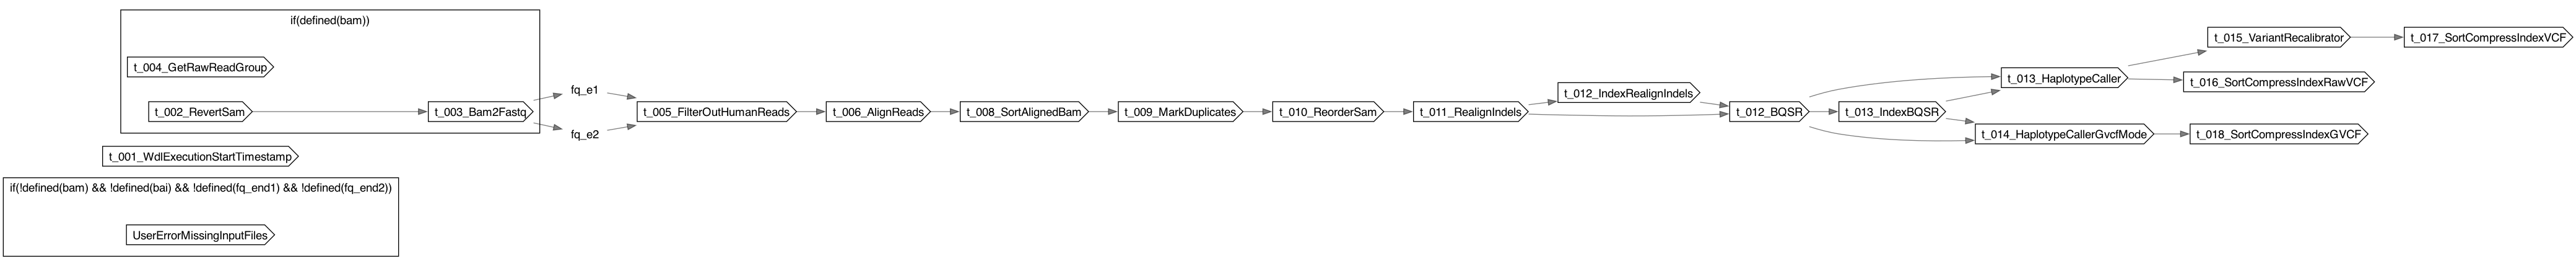 if(defined(bam))
t_004_GetRawReadGroup
t_002_RevertSam
t_003_Bam2Fastq
fq_e1
fq_e2
t_005_FilterOutHumanReads
t_006_AlignReads
t_008_SortAlignedBam
t_009_MarkDuplicates
t_010_ReorderSam
t_011_RealignIndels
t_012_IndexRealignIndels
t_012_BQSR
t_013_IndexBQSR
t_013_HaplotypeCaller
t_014_HaplotypeCallerGvcfMode
t_015_VariantRecalibrator
t_016_SortCompressIndexRawVCF
t_018_SortCompressIndexGVCF
t_017_SortCompressIndexVCF
t_001_WdlExecutionStartTimestamp
if(!defined(bam) && !defined(bai) && !defined(fq_end1) && !defined(fq_end2))
UserErrorMissingInputFiles